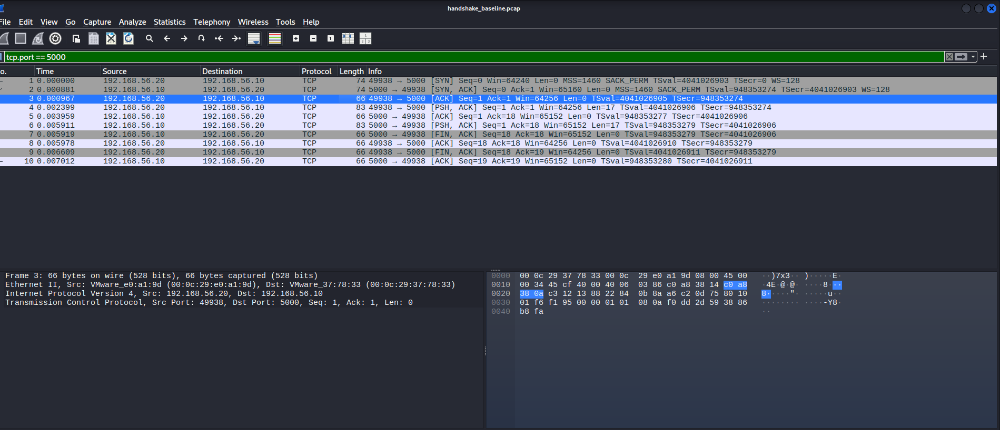 handshake_baseline.pcap
File Edit View Go Capture Analyze Statistics Telephony Wireless Tools Help
tcp.port == 5000
o. Time Source Destination Protocol Length Info
1 0.000000 192.168.56.20 192.168.56.10 TCP 74 49938 → 5000 [SYN] Seq=0 Win=64240 Len=0 MSS=1460 SACK_PERM TSval=4041026903 TSecr=0 WS=128
2 0.000881 192.168.56.10 192.168.56.20 TCP 74 5000 → 49938 [SYN, ACK] Seq=0 Ack=1 Win=65160 Len=0 MSS=1460 SACK_PERM TSval=948353274 TSecr=4041026903 WS=128
3 0.000967 192.168.56.20 192.168.56.10 TCP 66 49938 → 5000 [ACK] Seq=1 Ack=1 Win=64256 Len=0 TSval=4041026905 TSecr=948353274
4 0.002399 192.168.56.20 192.168.56.10 TCP 83 49938 → 5000 [PSH, ACK] Seq=1 Ack=1 Win=64256 Len=17 TSval=4041026906 TSecr=948353274
5 0.003959 192.168.56.10 192.168.56.20 TCP 66 5000 → 49938 [ACK] Seq=1 Ack=18 Win=65152 Len=0 TSval=948353277 TSecr=4041026906
6 0.005911 192.168.56.10 192.168.56.20 TCP 83 5000 → 49938 [PSH, ACK] Seq=1 Ack=18 Win=65152 Len=17 TSval=948353279 TSecr=4041026906
7 0.005919 192.168.56.10 192.168.56.20 TCP 66 5000 → 49938 [FIN, ACK] Seq=18 Ack=18 Win=65152 Len=0 TSval=948353279 TSecr=4041026906
8 0.005978 192.168.56.20 192.168.56.10 TCP 66 49938 → 5000 [ACK] Seq=18 Ack=18 Win=64256 Len=0 TSval=4041026910 TSecr=948353279
9 0.006609 192.168.56.20 192.168.56.10 TCP 66 49938 → 5000 [FIN, ACK] Seq=18 Ack=19 Win=64256 Len=0 TSval=4041026911 TSecr=948353279
10 0.007012 192.168.56.10 192.168.56.20 TCP 66 5000 → 49938 [ACK] Seq=19 Ack=19 Win=65152 Len=0 TSval=948353280 TSecr=4041026911
Frame 3: 66 bytes on wire (528 bits), 66 bytes captured (528 bits)
Ethernet II, Src: VMware_e0:a1:9d (00:0c:29:e0:a1:9d), Dst: VMware_37:78:33 (00:0c:29:37:78:33)
Internet Protocol Version 4, Src: 192.168.56.20, Dst: 192.168.56.10
Transmission Control Protocol, Src Port: 49938, Dst Port: 5000, Seq: 1, Ack: 1, Len: 0
0000 00 0c 29 37 78 33 00 0c 29 e0 a1 9d 08 00 45 00 ··)7x3·· )·····E·
0010 00 34 45 cf 40 00 40 06 03 86 c0 a8 38 14 c0 a8 ·4E·@·@· ····8···
0020 38 0a c3 12 13 88 22 84 0b 8a a6 c2 0d 75 80 10 8·····"· ·····u··
0030 01 f6 f1 95 00 00 01 01 08 0a f0 dd 2d 59 38 86 ········ ····-Y8·
0040 b8 fa ··